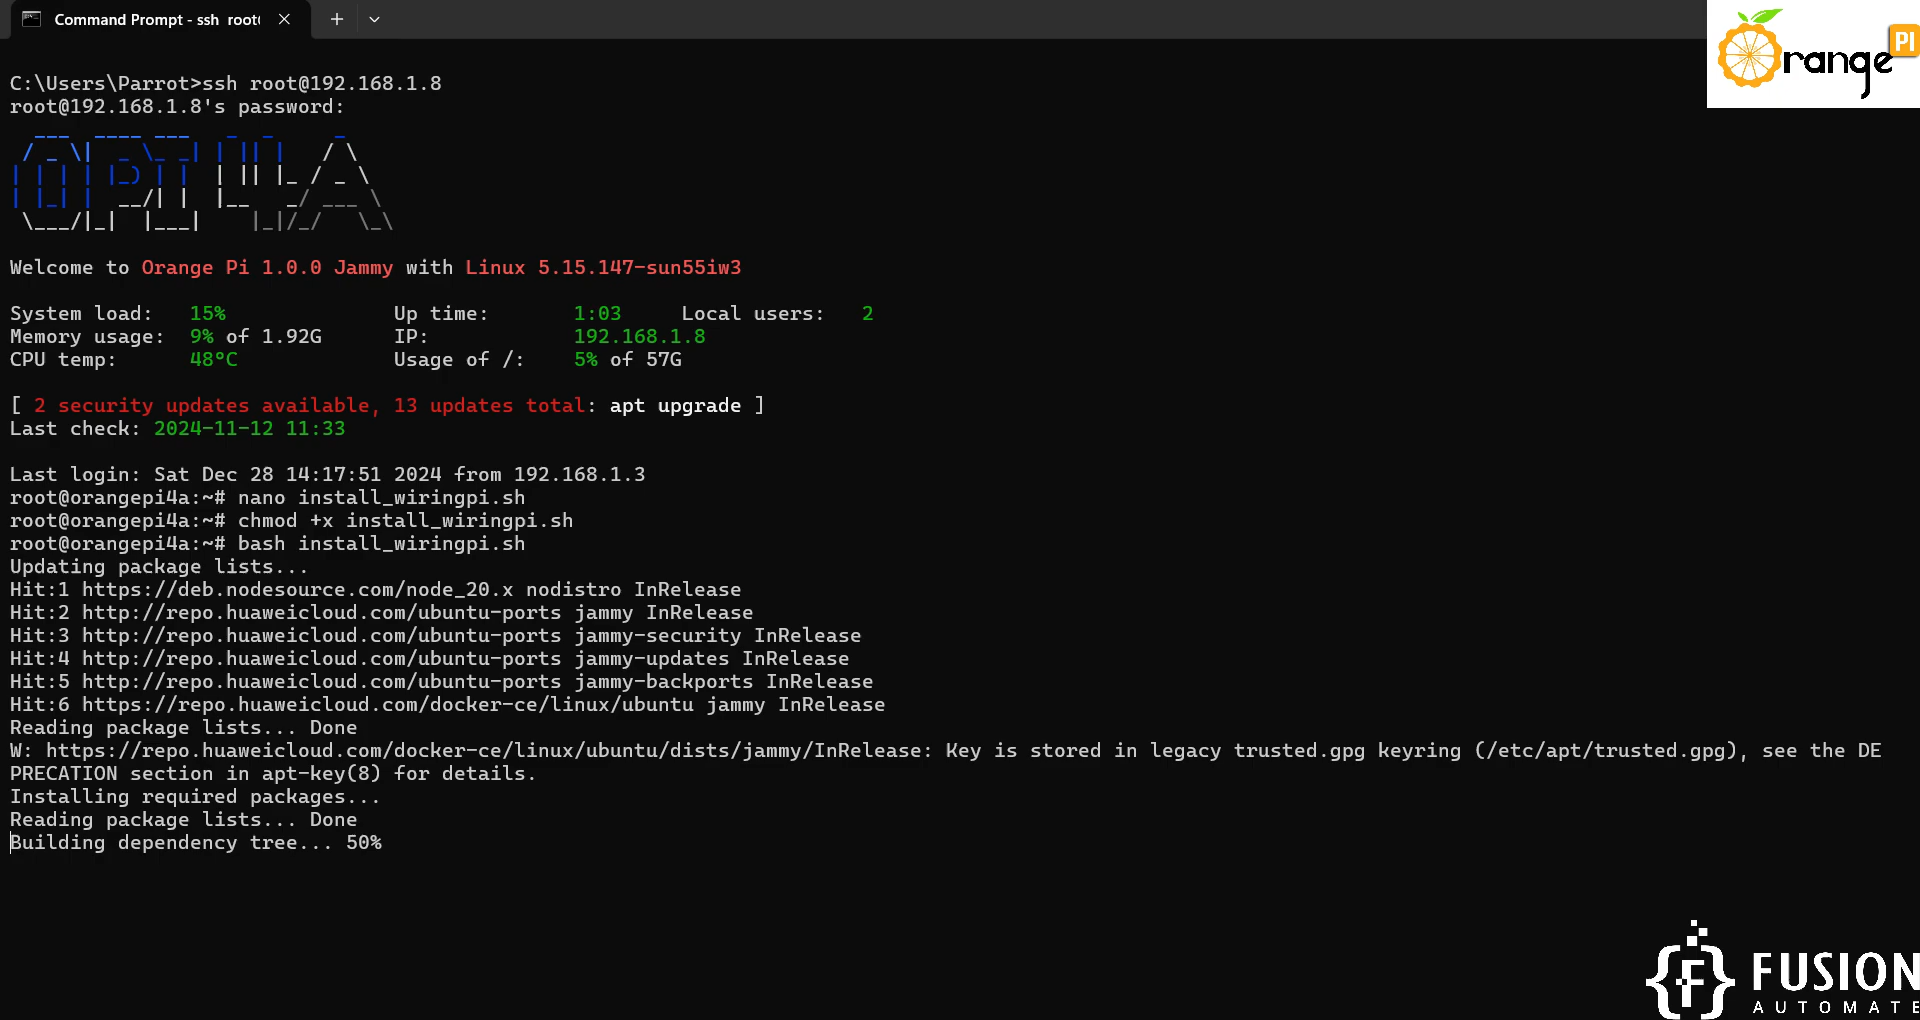 Command Prompt - ssh root(
C:\Users\Parrot>ssh root@192.168.1.8
root@192.168.1.8's password:
OPI 4A
Welcome to Orange Pi 1.0.0 Jammy with Linux 5.15.147-sun55iw3
System load: 15% Up time: 1:03 Local users: 2
Memory usage: 9% of 1.92G IP: 192.168.1.8
CPU temp: 48°C Usage of /: 5% of 57G
[ 2 security updates available, 13 updates total: apt upgrade ]
Last check: 2024-11-12 11:33
Last login: Sat Dec 28 14:17:51 2024 from 192.168.1.3
root@orangepi4a:~# nano install_wiringpi.sh
root@orangepi4a:~# chmod +x install_wiringpi.sh
root@orangepi4a:~# bash install_wiringpi.sh
Updating package lists...
Hit:1 https://deb.nodesource.com/node_20.x nodistro InRelease
Hit:2 http://repo.huaweicloud.com/ubuntu-ports jammy InRelease
Hit:3 http://repo.huaweicloud.com/ubuntu-ports jammy-security InRelease
Hit:4 http://repo.huaweicloud.com/ubuntu-ports jammy-updates InRelease
Hit:5 http://repo.huaweicloud.com/ubuntu-ports jammy-backports InRelease
Hit:6 https://repo.huaweicloud.com/docker-ce/linux/ubuntu jammy InRelease
Reading package lists... Done
W: https://repo.huaweicloud.com/docker-ce/linux/ubuntu/dists/jammy/InRelease: Key is stored in legacy trusted.gpg keyring (/etc/apt/trusted.gpg), see the DE
PRECATION section in apt-key(8) for details.
Installing required packages...
Reading package lists... Done
Building dependency tree... 50%
Orange PI
{F} FUSION
AUTOMATE